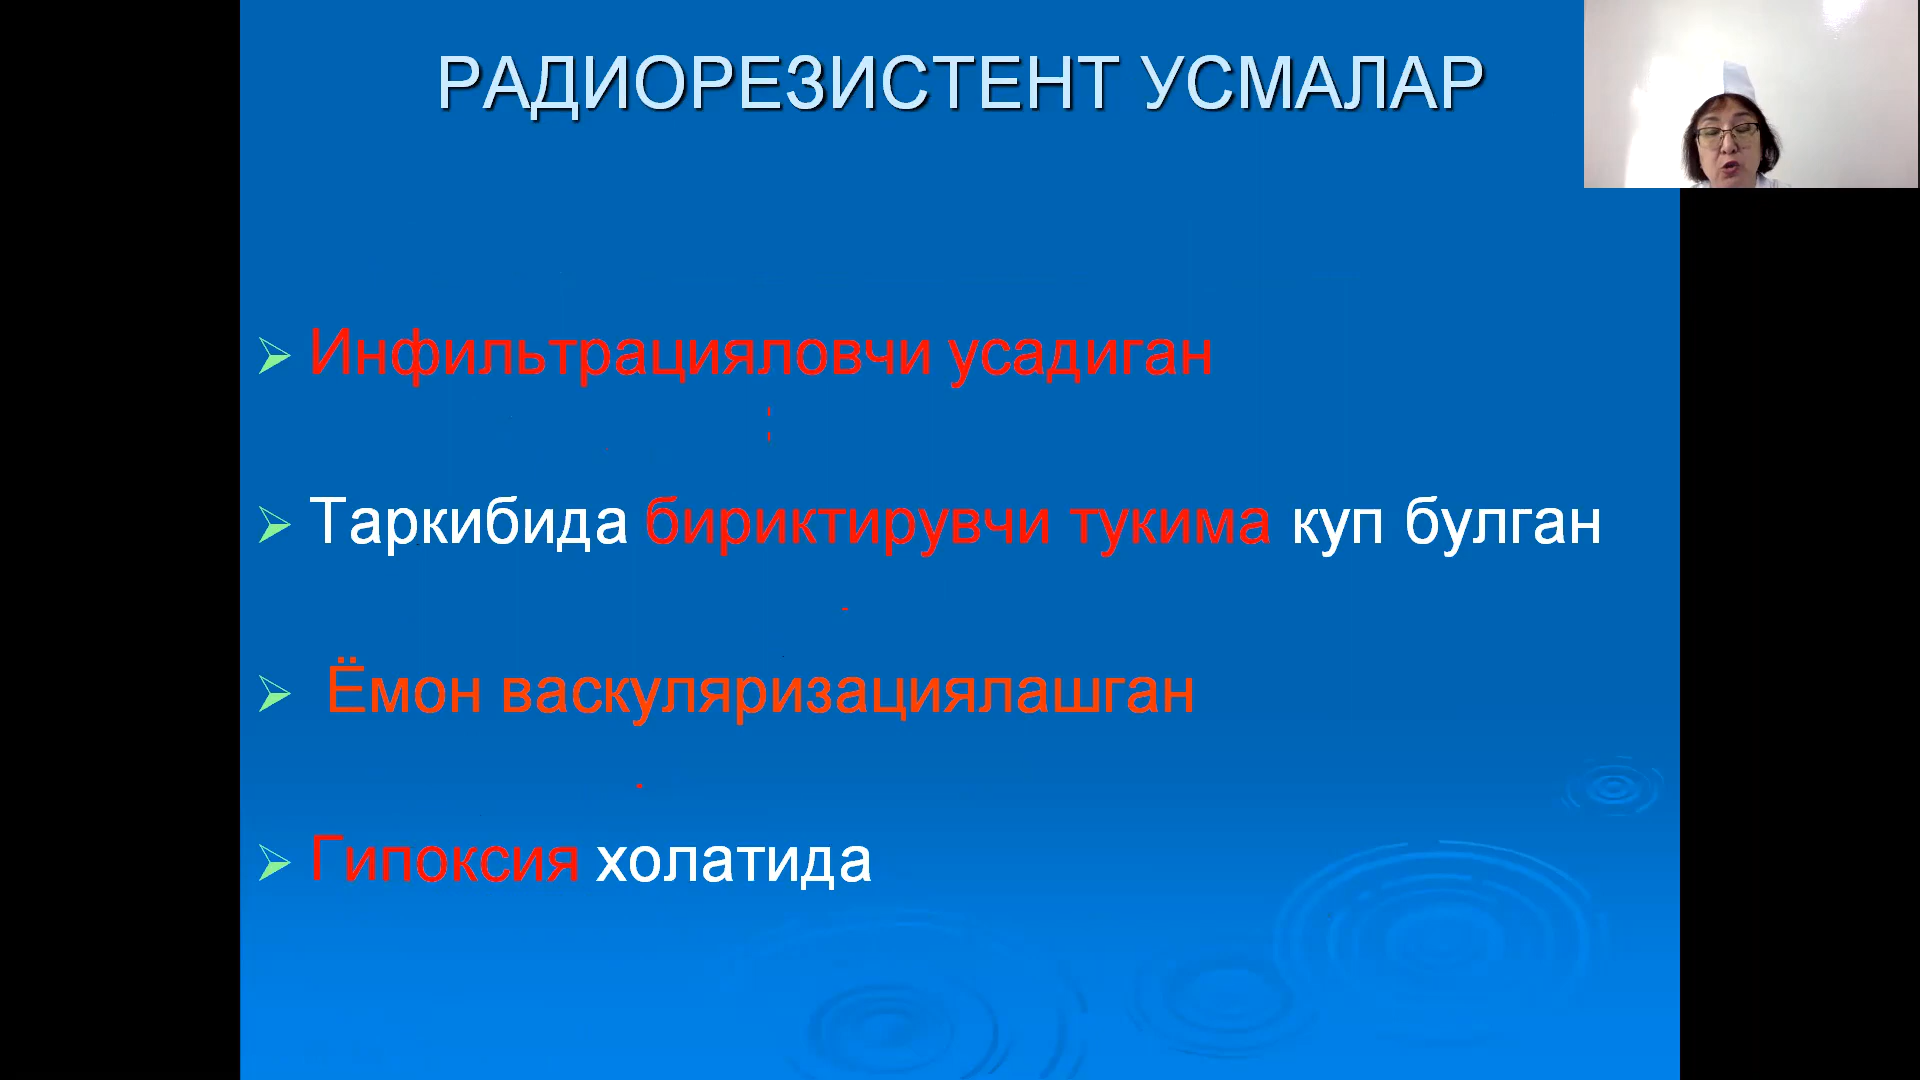 РАДИОРЕЗИСТЕНТ УСМАЛАР
Инфильтрацияловчи усадиган
Таркибида бириктирувчи тукима куп булган
Ёмон васкуляризациялашган
Гипоксия холатида